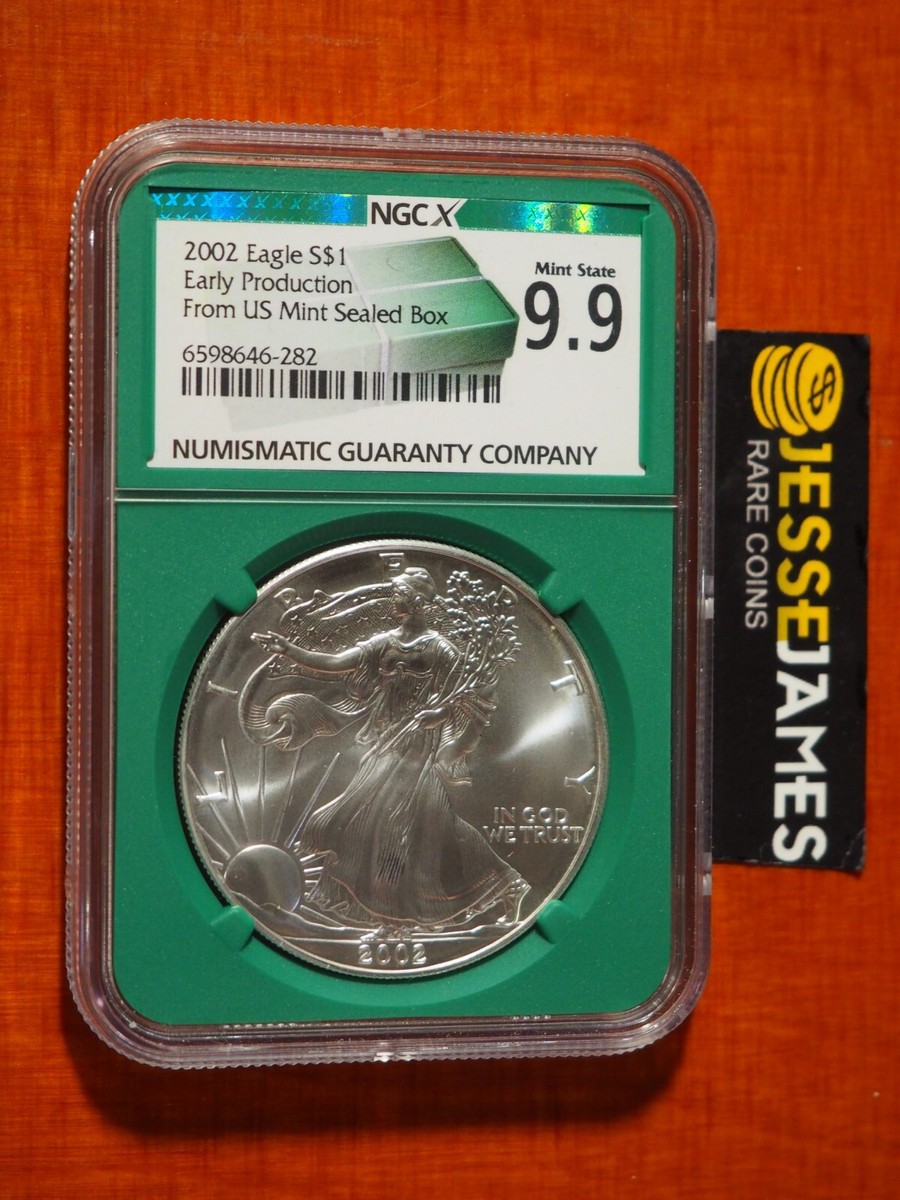 NGCX
2002 Eagle S$1
Early Production
From US Mint Sealed Box
6598646-282
Mint State
9.9
NUMISMATIC GUARANTY COMPANY
LIBERTY
IN GOD
WE TRUST
2002
$
JESSEJAMES
RARE COINS